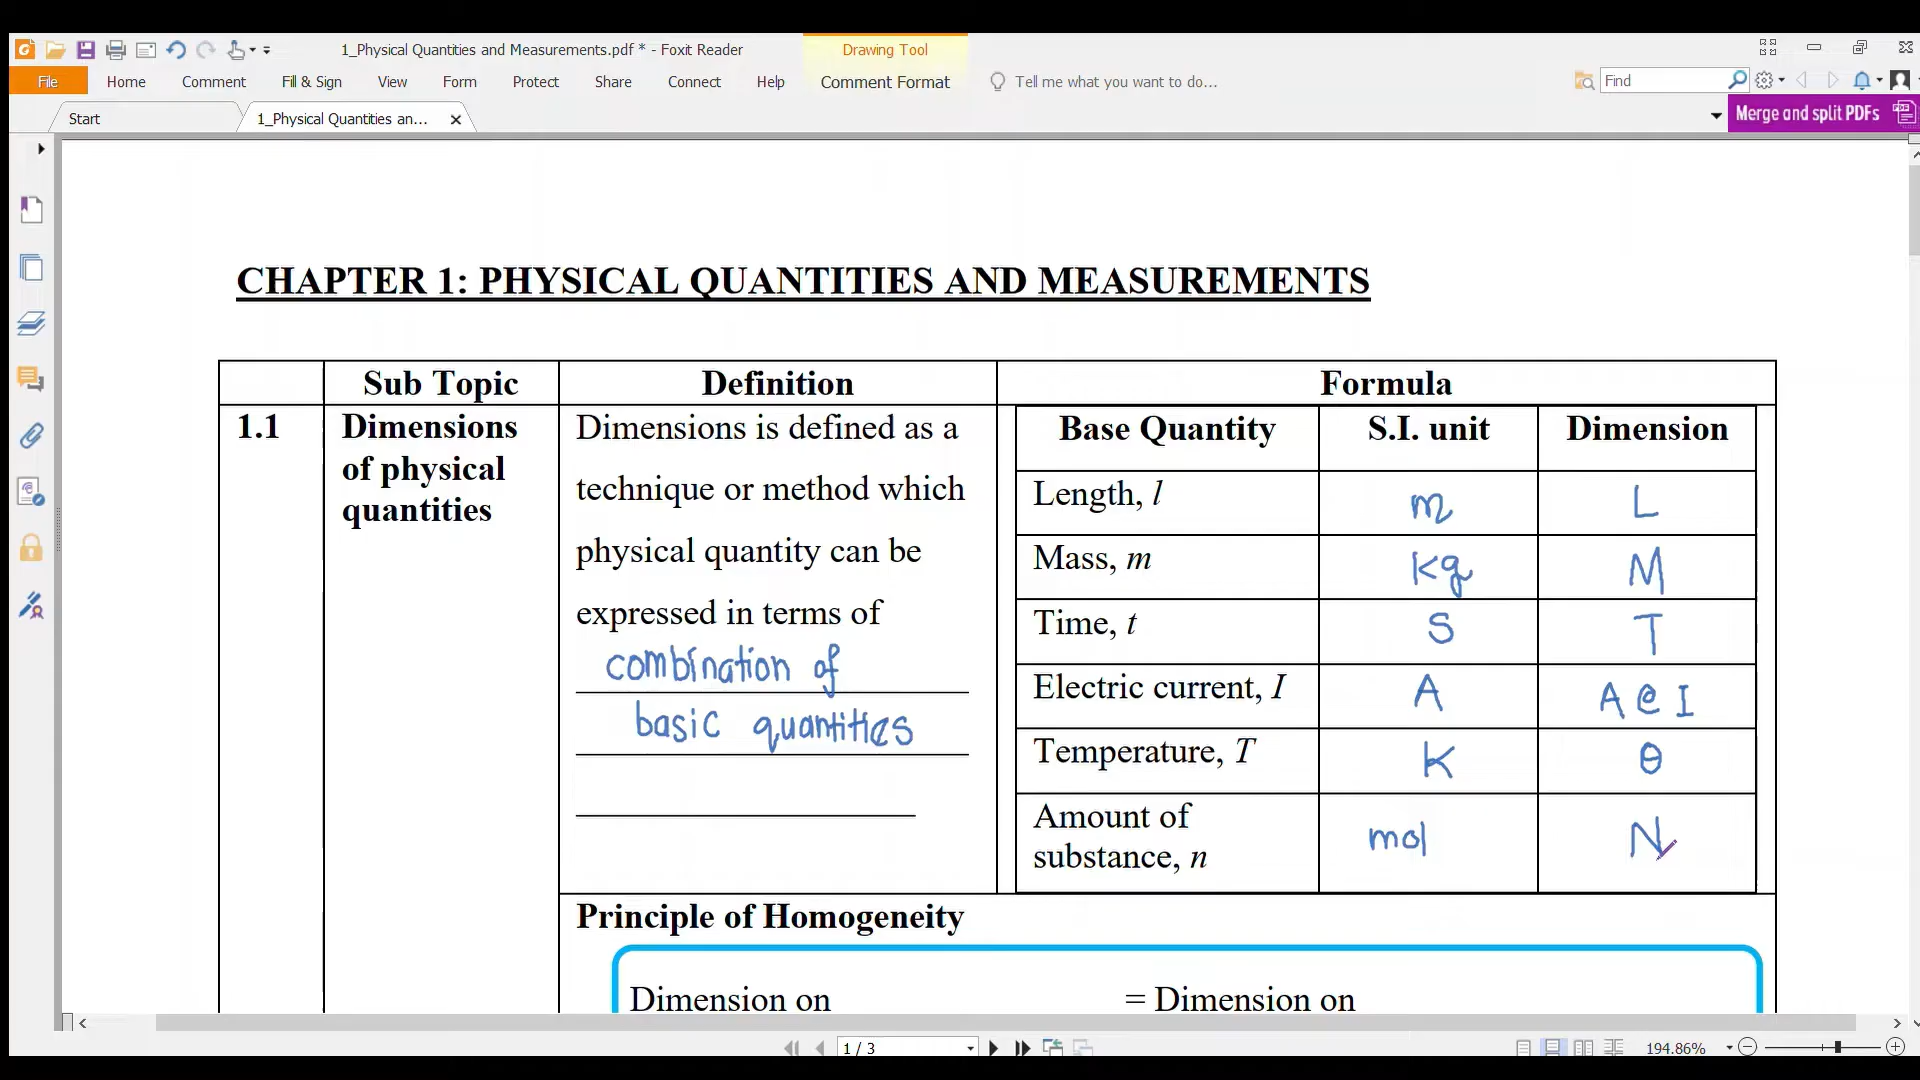 1_Physical Quantities and Measurements.pdf * - Foxit Reader
Drawing Tool
File Home Comment Fill & Sign View Form Protect Share Connect Help Comment Format Tell me what you want to do... Find
Start 1_Physical Quantities an... Merge and split PDFs
CHAPTER 1: PHYSICAL QUANTITIES AND MEASUREMENTS
Sub Topic Definition Formula
1.1 Dimensions of physical quantities
Dimensions is defined as a
technique or method which
physical quantity can be
expressed in terms of
combination of
basic quantities
Base Quantity S.I. unit Dimension
Length, l m L
Mass, m kg M
Time, t S T
Electric current, I A A @ I
Temperature, T K θ
Amount of
substance, n mol N
Principle of Homogeneity
Dimension on = Dimension on
1 / 3 194.86%